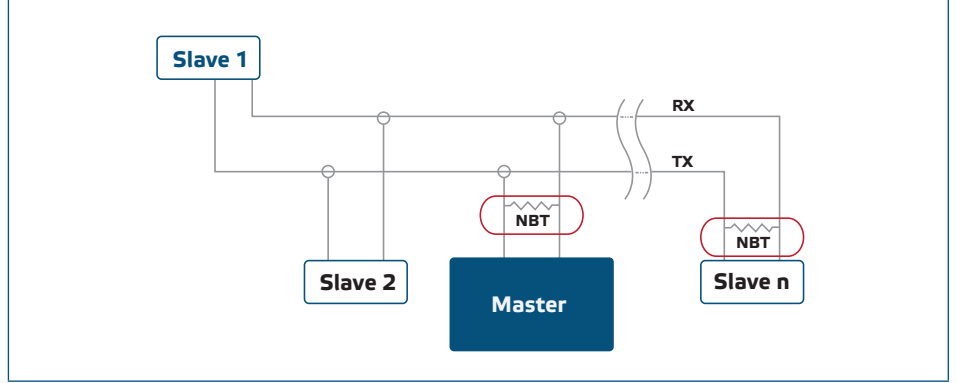 Slave 1
RX
TX
NBT
NBT
Slave 2
Master
Slave n